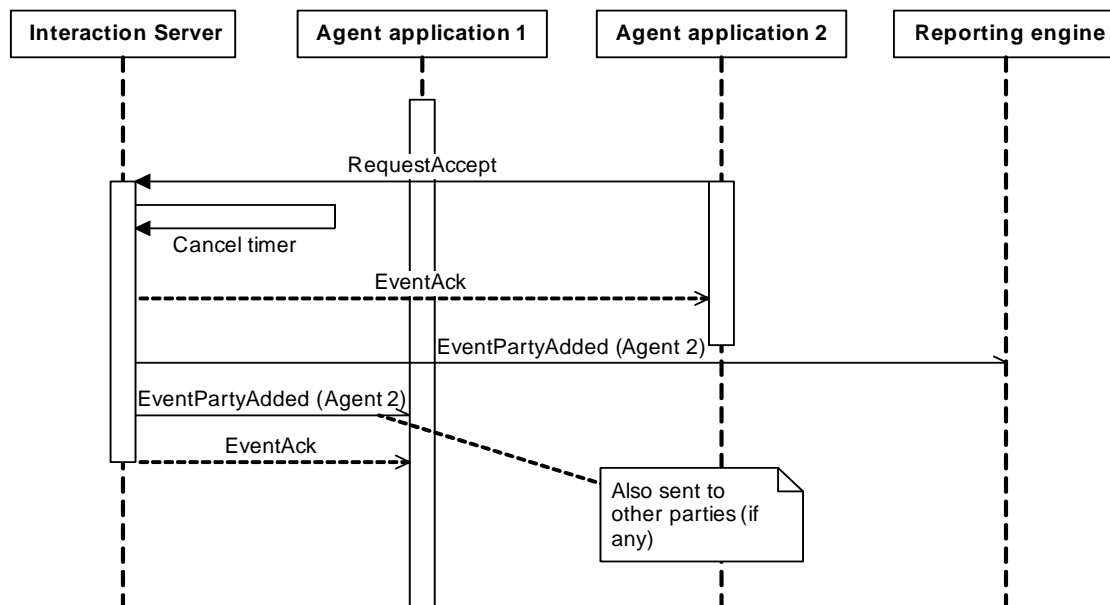 Interaction Server
Agent application 1
Agent application 2
Reporting engine
RequestAccept
Cancel timer
EventAck
EventPartyAdded (Agent 2)
EventPartyAdded (Agent 2)
EventAck
Also sent to
other parties (if
any)